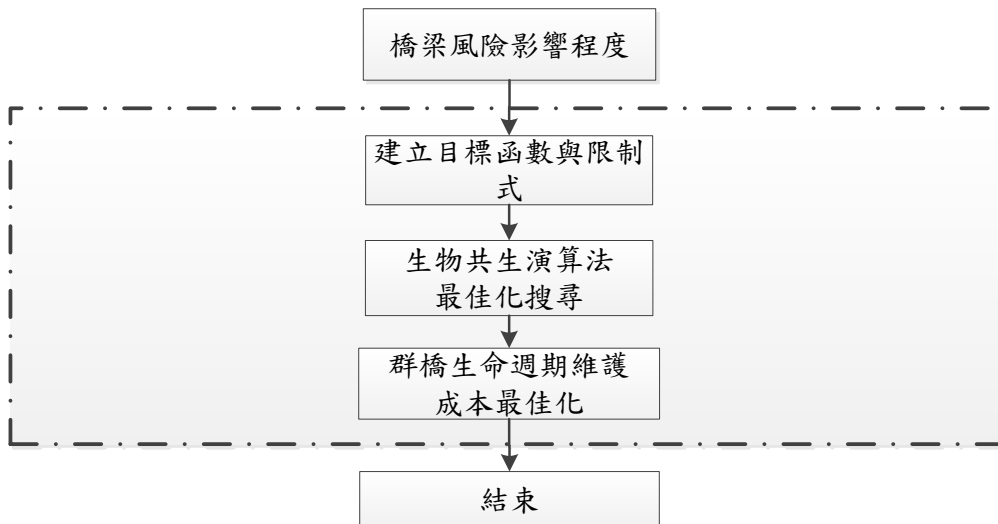 橋梁風險影響程度
建立目標函數與限制
式
生物共生演算法
最佳化搜尋
群橋生命週期維護
成本最佳化
結束